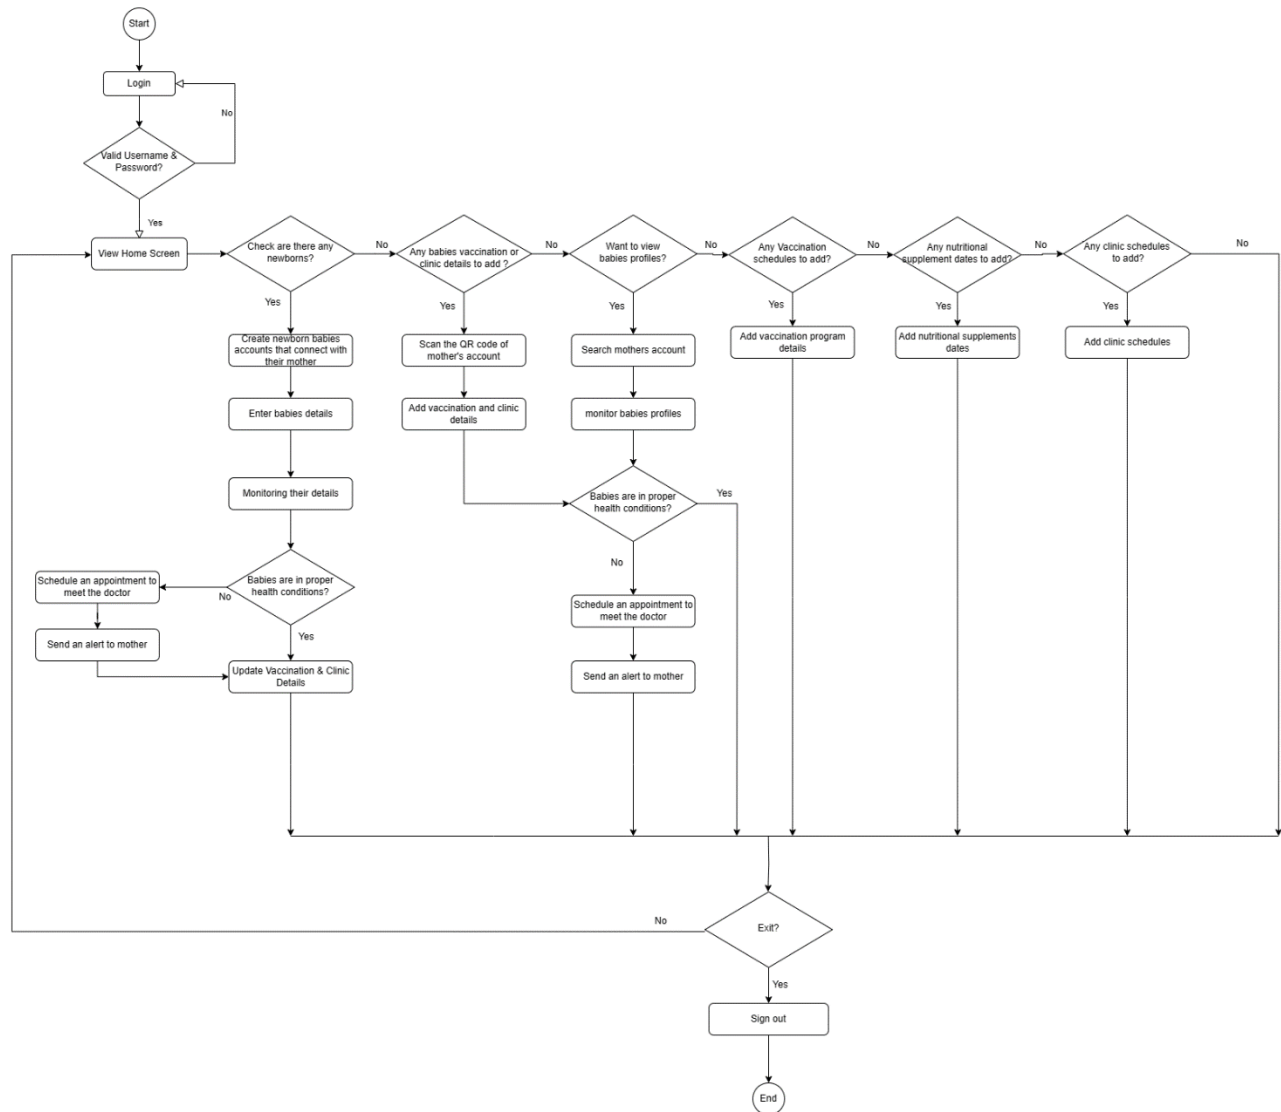 Start
Login
No
Valid Username &
Password?
Yes
View Home Screen
Check are there any
newborns?
No
Any babies vaccination or
clinic details to add ?
No
Want to view
babies profiles?
No
Any Vaccination
schedules to add?
No
Any nutritional
supplement dates to add?
No
Any clinic schedules
to add?
No
Yes
Yes
Yes
Yes
Yes
Yes
Create newborn babies
accounts that connect with
their mother
Scan the QR code of
mother's account
Search mothers account
Add vaccination program
details
Add nutritional supplements
dates
Add clinic schedules
Enter babies details
Add vaccination and clinic
details
monitor babies profiles
Monitoring their details
Babies are in proper
health conditions?
Yes
No
Schedule an appointment to
meet the doctor
No
Babies are in proper
health conditions?
Schedule an appointment to
meet the doctor
Send an alert to mother
Yes
Update Vaccination & Clinic
Details
Send an alert to mother
No
Exit?
Yes
Sign out
End